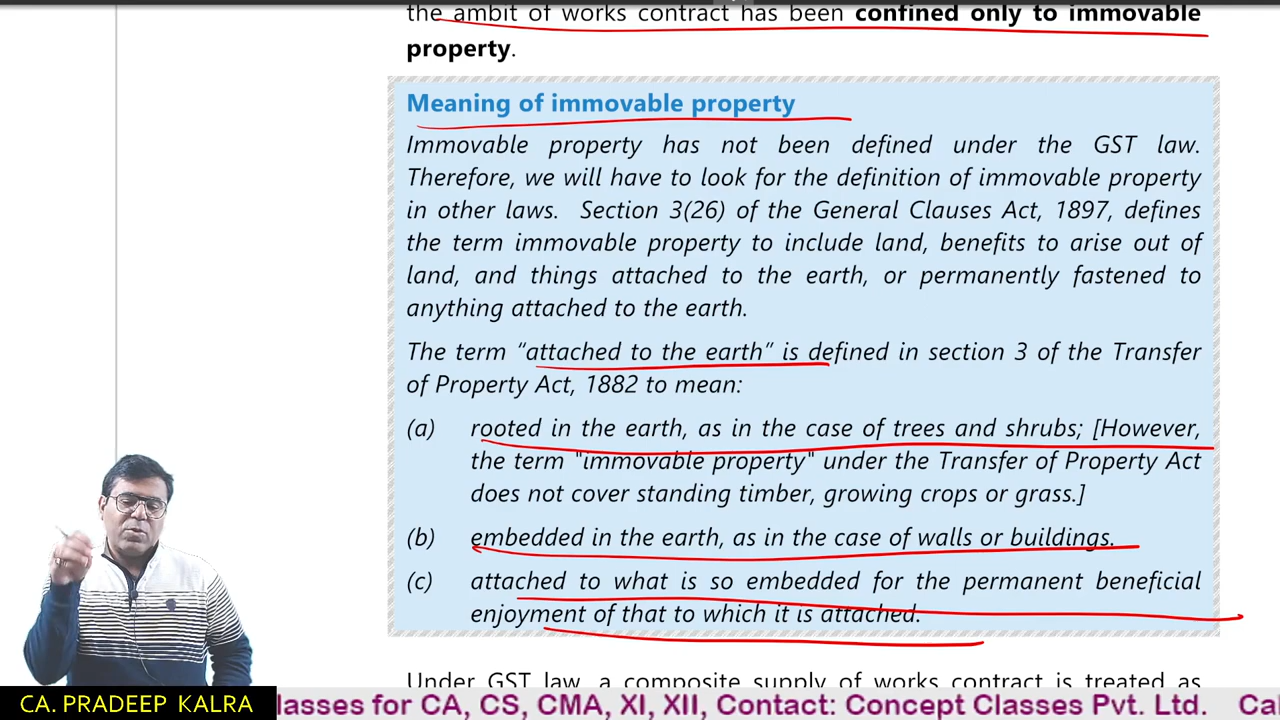 the ambit of works contract has been confined only to immovable
property.
Meaning of immovable property
Immovable property has not been defined under the GST law.
Therefore, we will have to look for the definition of immovable property
in other laws. Section 3(26) of the General Clauses Act, 1897, defines
the term immovable property to include land, benefits to arise out of
land, and things attached to the earth, or permanently fastened to
anything attached to the earth.
The term “attached to the earth” is defined in section 3 of the Transfer
of Property Act, 1882 to mean:
(a) rooted in the earth, as in the case of trees and shrubs; [However,
the term "immovable property" under the Transfer of Property Act
does not cover standing timber, growing crops or grass.]
(b) embedded in the earth, as in the case of walls or buildings.
(c) attached to what is so embedded for the permanent beneficial
enjoyment of that to which it is attached.
Under GST law, a composite supply of works contract is treated as
CA. PRADEEP KALRA
lasses for CA, CS, CMA, XI, XII, Contact: Concept Classes Pvt. Ltd. Cal